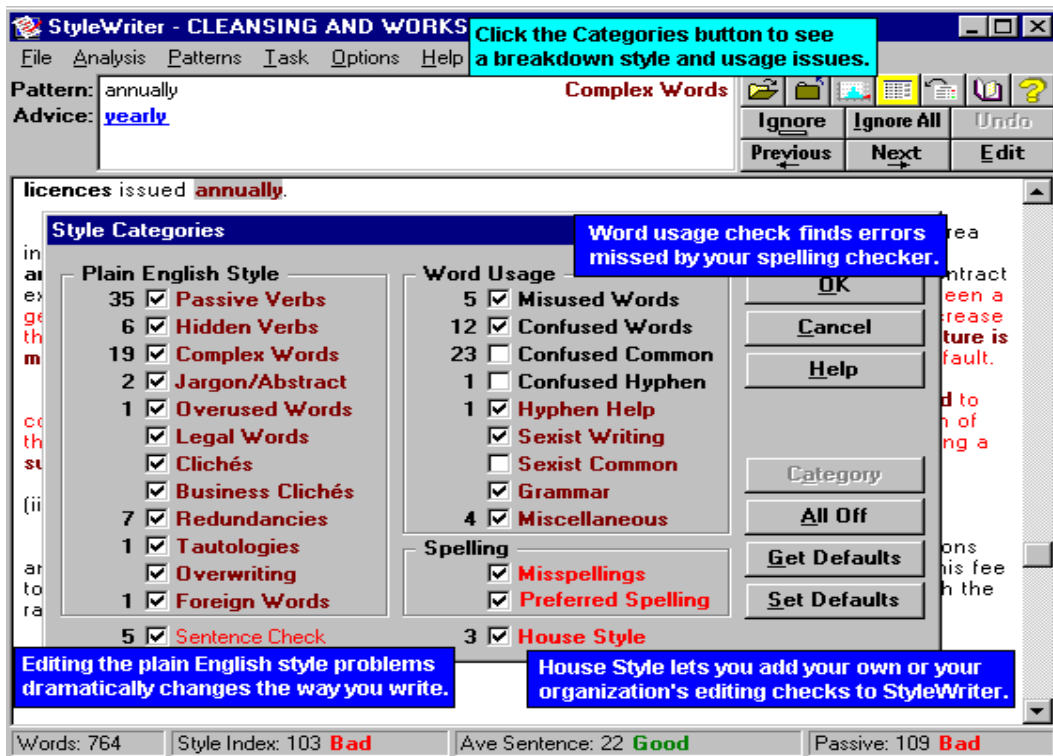 StyleWriter - CLEANSING AND WORKS
Click the Categories button to see
a breakdown style and usage issues.
File Analysis Patterns Task Options Help
Pattern: annually Complex Words
Advice: yearly
Ignore Ignore All Undo
Previous Next Edit
licences issued annually.
Style Categories
Word usage check finds errors
missed by your spelling checker.
Plain English Style
35 Passive Verbs
6 Hidden Verbs
19 Complex Words
2 Jargon/Abstract
1 Overused Words
Legal Words
Clichés
Business Clichés
7 Redundancies
1 Tautologies
Overwriting
1 Foreign Words
5 Sentence Check
Word Usage
5 Misused Words
12 Confused Words
23 Confused Common
1 Confused Hyphen
1 Hyphen Help
Sexist Writing
Sexist Common
Grammar
4 Miscellaneous
Spelling
Misspellings
Preferred Spelling
3 House Style
OK
Cancel
Help
Category
All Off
Get Defaults
Set Defaults
Editing the plain English style problems
dramatically changes the way you write.
House Style lets you add your own or your
organization's editing checks to StyleWriter.
Words: 764 Style Index: 103 Bad Ave Sentence: 22 Good Passive: 109 Bad